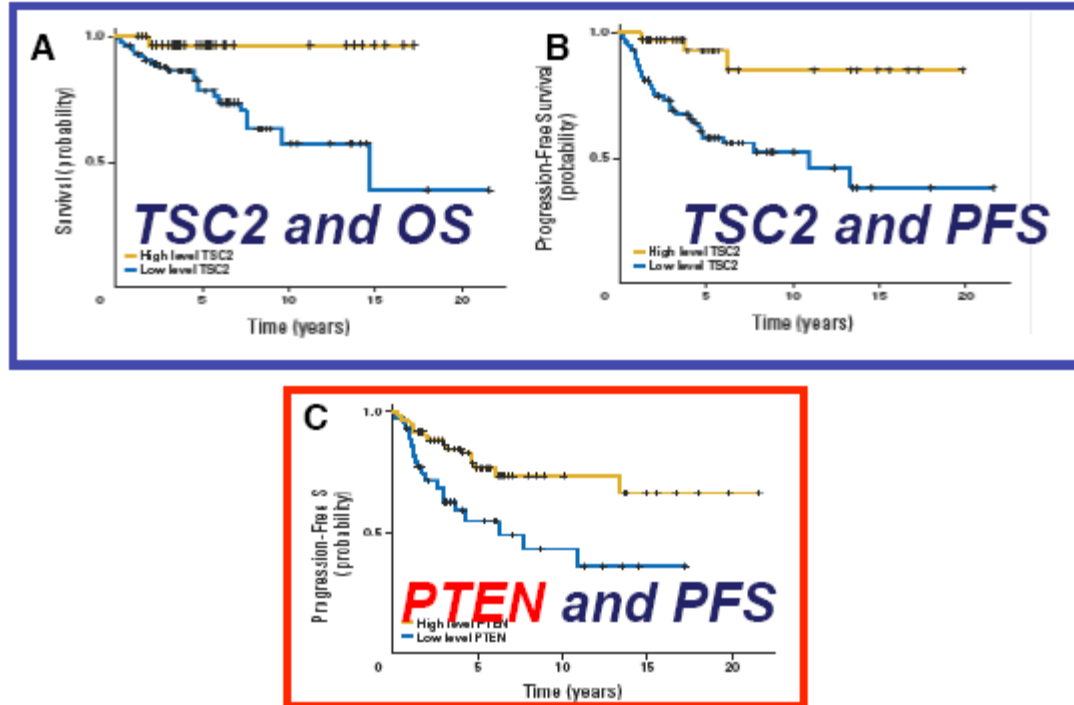 A
1.0
0.5
0
5
10
15
20
Survival (probability)
TSC2 and OS
High level TSC2
Low level TSC2
Time (years)
B
1.0
0.5
0
5
10
15
20
Progression-Free Survival
(probability)
TSC2 and PFS
High level TSC2
Low level TSC2
Time (years)
C
1.0
0.5
0
5
10
15
20
Progression-Free S
(probability)
PTEN and PFS
High level PTEN
Low level PTEN
Time (years)